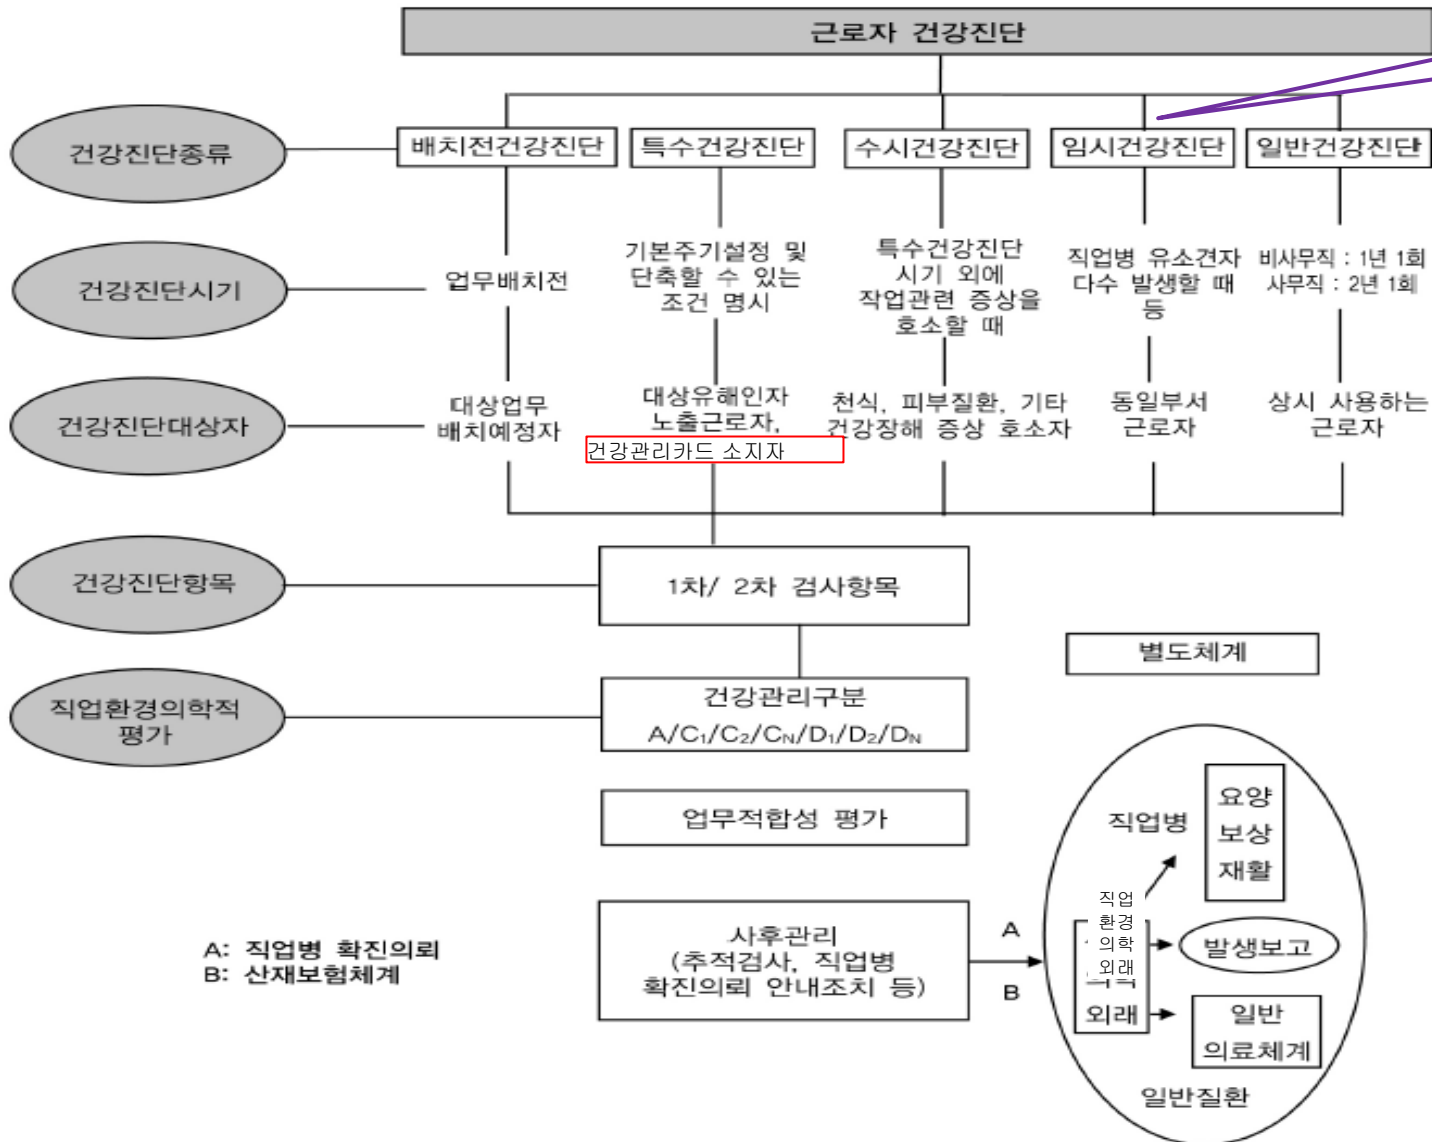 근로자 건강진단
건강진단종류
배치전건강진단
특수건강진단
수시건강진단
임시건강진단
일반건강진단
건강진단시기
업무배치전
기본주기설정 및
단축할 수 있는
조건 명시
특수건강진단
시기 외에
작업관련 증상을
호소할 때
직업병 유소견자
다수 발생할 때
등
비사무직 : 1년 1회
사무직 : 2년 1회
건강진단대상자
대상업무
배치예정자
대상유해인자
노출근로자,
건강관리카드 소지자
천식, 피부질환, 기타
건강장해 증상 호소자
동일부서
근로자
상시 사용하는
근로자
건강진단항목
1차/ 2차 검사항목
직업환경의학적
평가
건강관리구분
A/C₁/C₂/Cɴ/D₁/D₂/Dɴ
업무적합성 평가
사후관리
(추적검사, 직업병
확진의뢰 안내조치 등)
A: 직업병 확진의뢰
B: 산재보험체계
A
B
별도체계
직업병
요양
보상
재활
직업
환경
의학
외래
외래
발생보고
일반
의료체계
일반질환